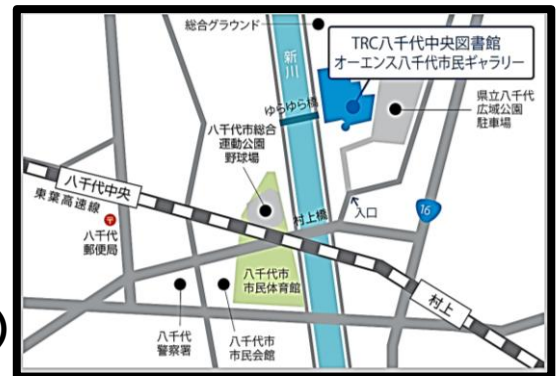 総合グラウンド
新川
TRC八千代中央図書館
オーエンス八千代市民ギャラリー
ゆらゆら橋
県立八千代
広域公園
駐車場
八千代市総合
運動公園
野球場
八千代中央
東葉高速線
八千代
郵便局
村上橋
入口
16
八千代市
市民体育館
村上
八千代
警察署
八千代市
市民会館
)